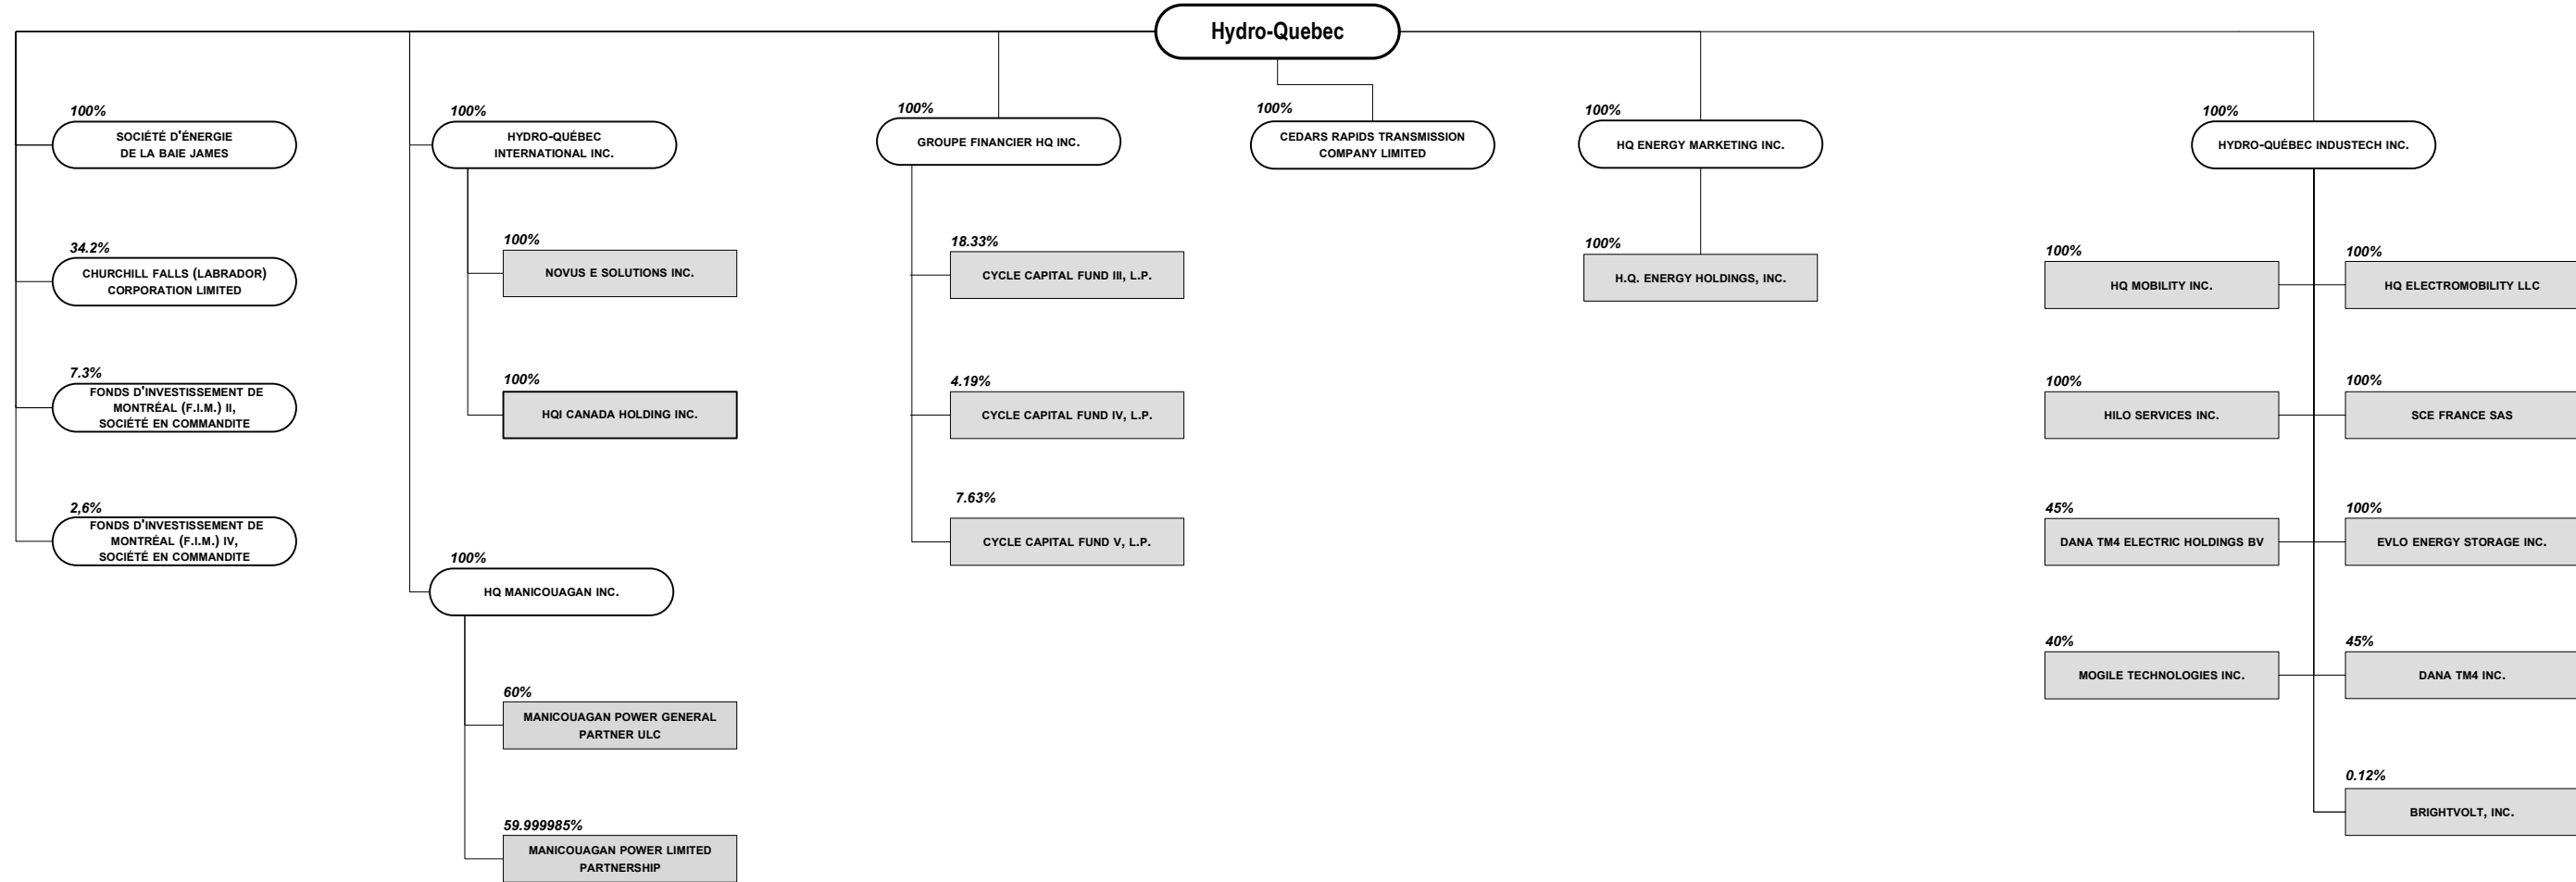 Hydro-Quebec
100%
SOCIÉTÉ D'ÉNERGIE
DE LA BAIE JAMES
34.2%
CHURCHILL FALLS (LABRADOR)
CORPORATION LIMITED
7.3%
FONDS D'INVESTISSEMENT DE
MONTRÉAL (F.I.M.) II,
SOCIÉTÉ EN COMMANDITE
2,6%
FONDS D'INVESTISSEMENT DE
MONTRÉAL (F.I.M.) IV,
SOCIÉTÉ EN COMMANDITE
100%
HYDRO-QUÉBEC
INTERNATIONAL INC.
100%
NOVUS E SOLUTIONS INC.
100%
HQI CANADA HOLDING INC.
100%
HQ MANICOUAGAN INC.
60%
MANICOUAGAN POWER GENERAL
PARTNER ULC
59.999985%
MANICOUAGAN POWER LIMITED
PARTNERSHIP
100%
GROUPE FINANCIER HQ INC.
18.33%
CYCLE CAPITAL FUND III, L.P.
4.19%
CYCLE CAPITAL FUND IV, L.P.
7.63%
CYCLE CAPITAL FUND V, L.P.
100%
CEDARS RAPIDS TRANSMISSION
COMPANY LIMITED
100%
HQ ENERGY MARKETING INC.
100%
H.Q. ENERGY HOLDINGS, INC.
100%
HYDRO-QUÉBEC INDUSTECH INC.
100%
HQ MOBILITY INC.
100%
HQ ELECTROMOBILITY LLC
100%
HILO SERVICES INC.
100%
SCE FRANCE SAS
45%
DANA TM4 ELECTRIC HOLDINGS BV
100%
EVLO ENERGY STORAGE INC.
40%
MOGILE TECHNOLOGIES INC.
45%
DANA TM4 INC.
0.12%
BRIGHTVOLT, INC.